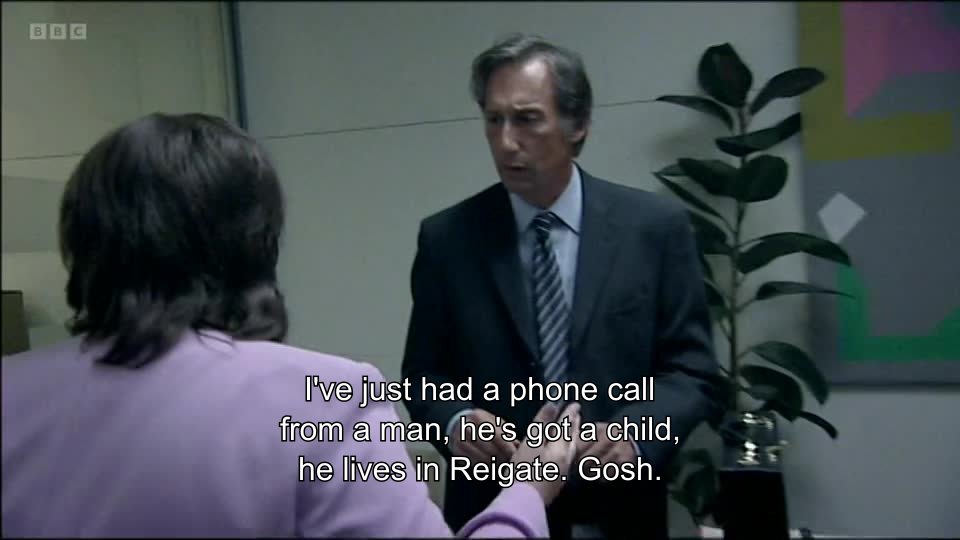 BBC
I've just had a phone call
from a man, he's got a child,
he lives in Reigate. Gosh.